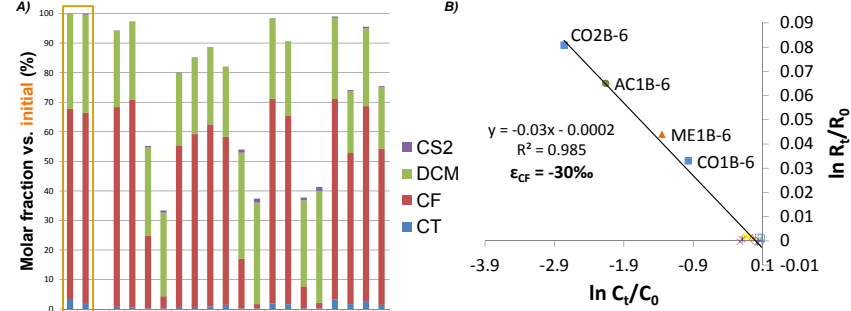 A)
Molar fraction vs. initial (%)
100
90
80
70
60
50
40
30
20
10
0
CS2
DCM
CF
CT
B)
CO2B-6
AC1B-6
ME1B-6
CO1B-6
y = -0.03x - 0.0002
R² = 0.985
εCF = -30‰
0.09
0.08
0.07
0.06
0.05
0.04
0.03
0.02
0.01
0
-0.01
ln Rt/R0
-3.9 -2.9 -1.9 -0.9 0.1
ln Ct/C0